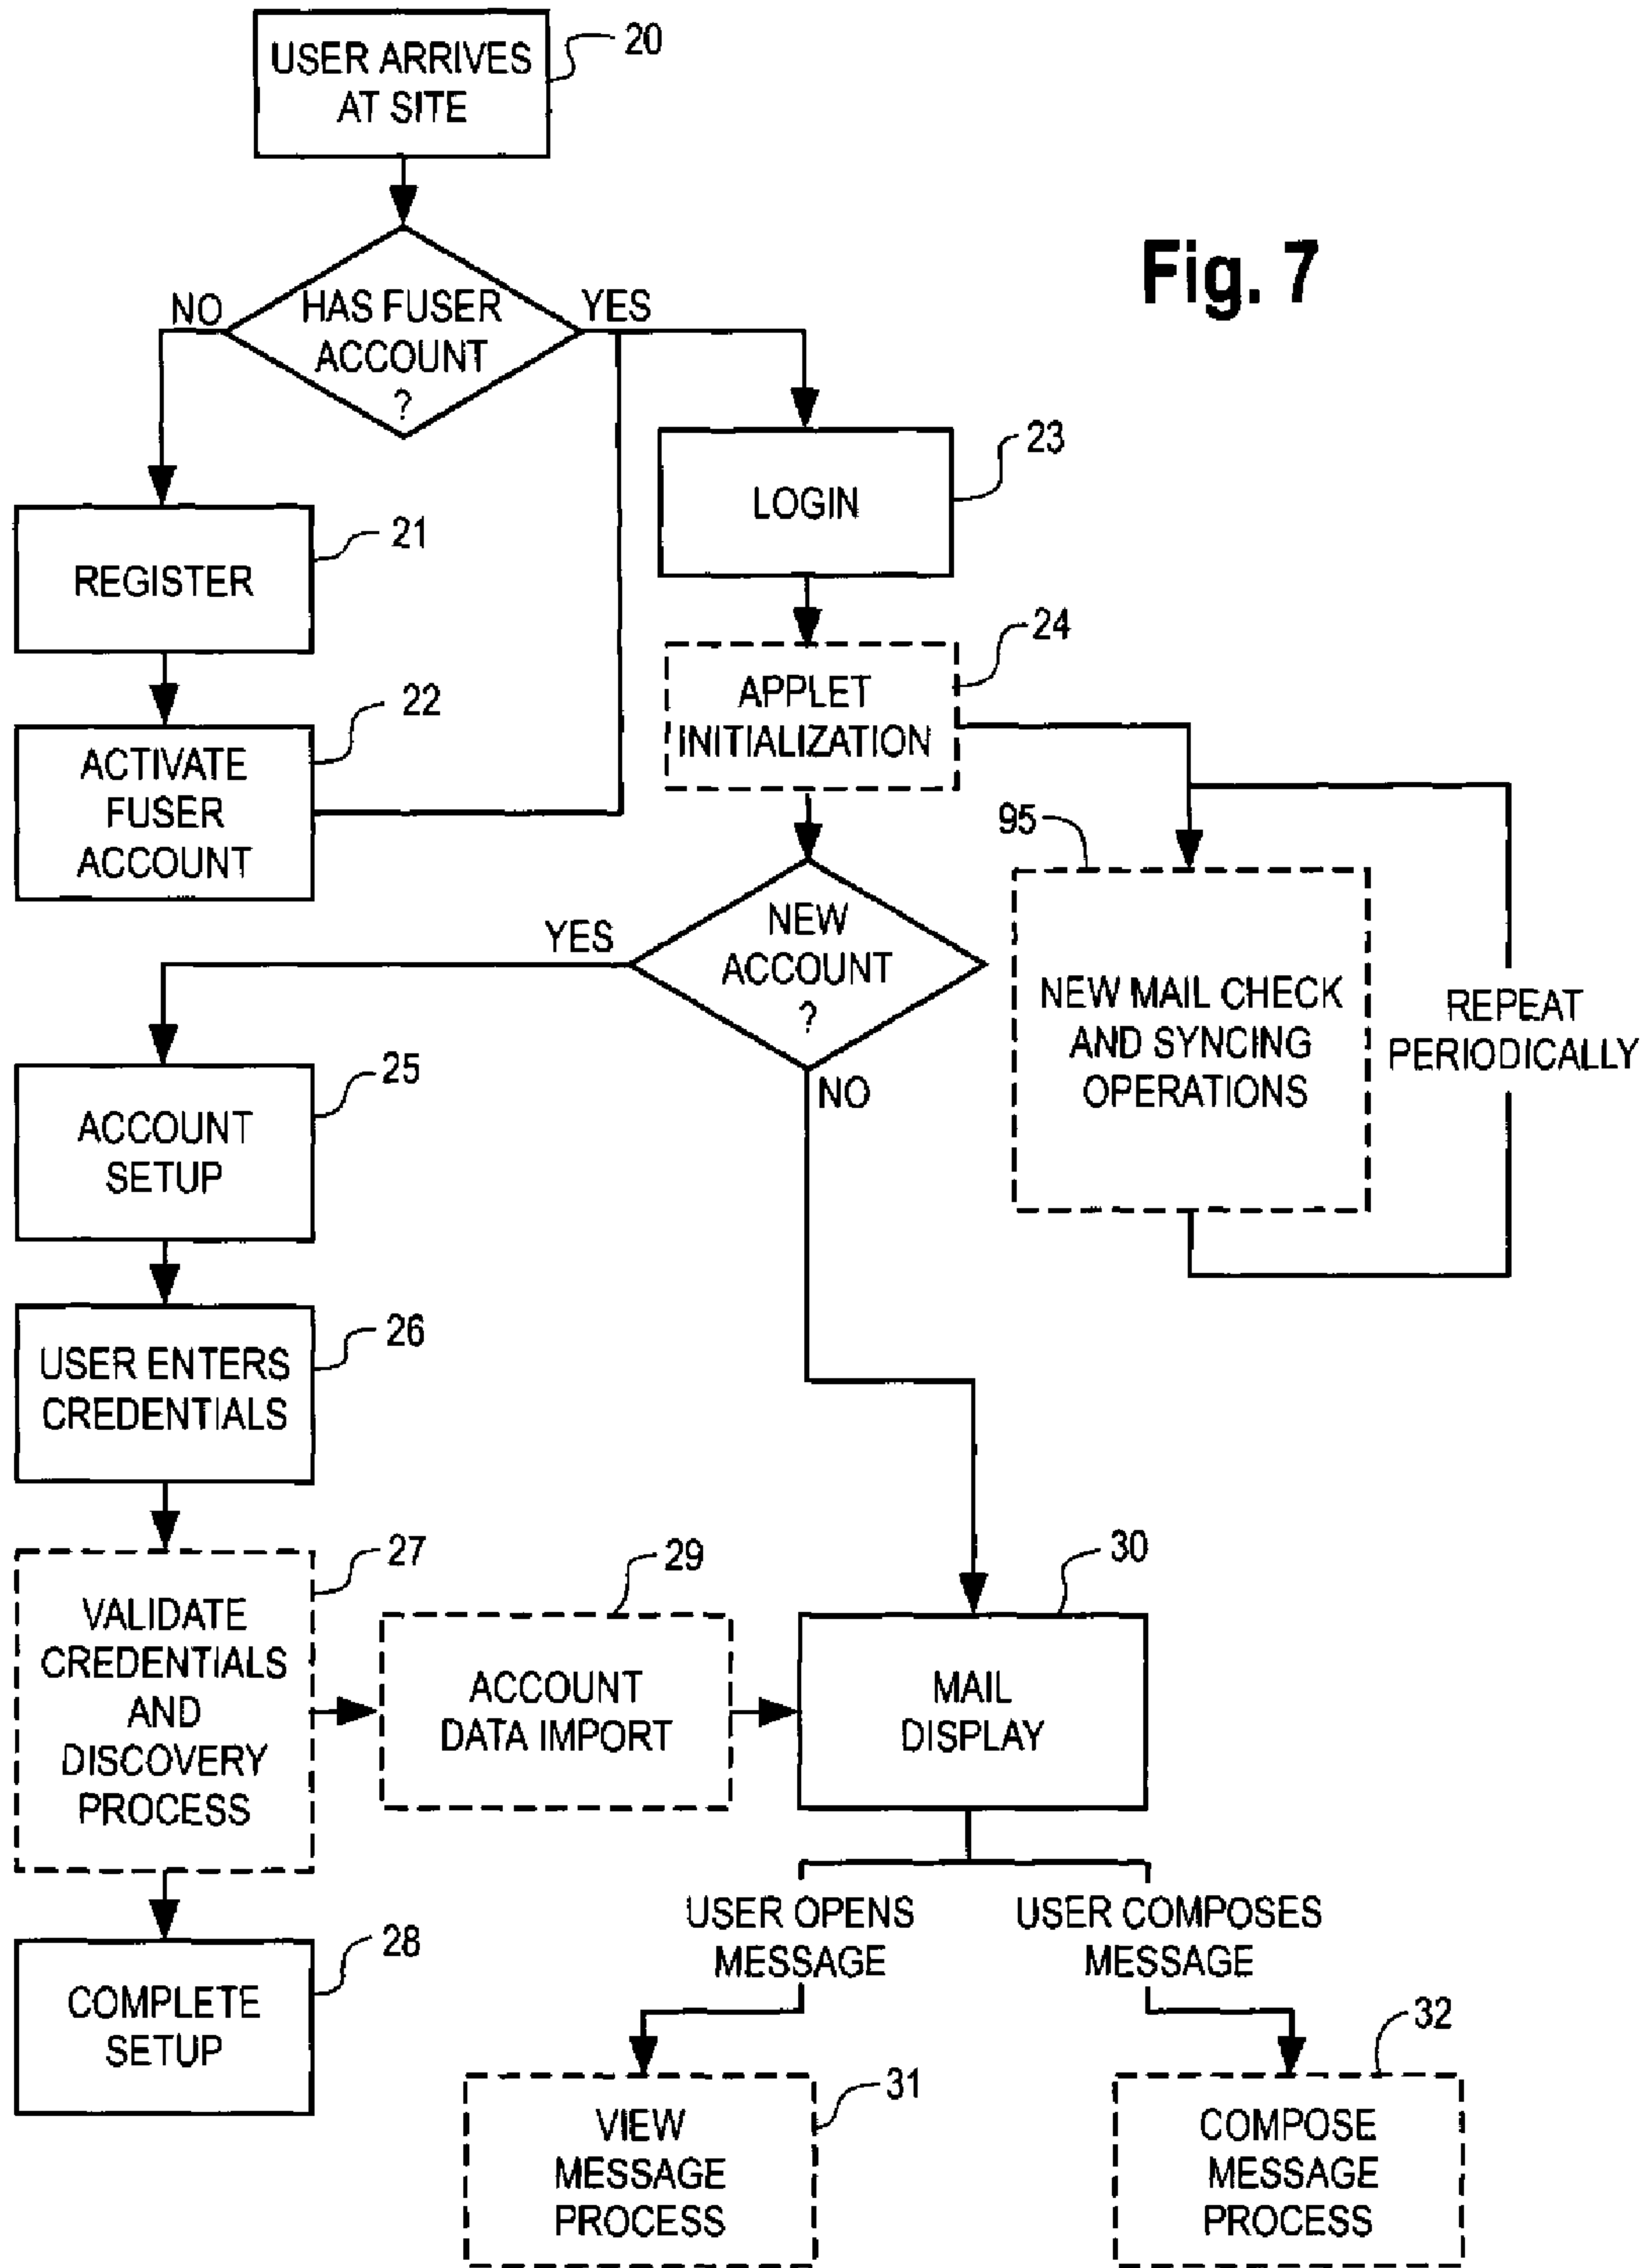 USER ARRIVES
AT SITE
20
Fig. 7
NO
HAS FUSER
ACCOUNT
?
YES
23
LOGIN
21
REGISTER
24
APPLET
INITIALIZATION
22
ACTIVATE
FUSER
ACCOUNT
95
NEW MAIL CHECK
AND SYNCING
OPERATIONS
REPEAT
PERIODICALLY
YES
NEW
ACCOUNT
?
NO
25
ACCOUNT
SETUP
26
USER ENTERS
CREDENTIALS
27
VALIDATE
CREDENTIALS
AND
DISCOVERY
PROCESS
29
ACCOUNT
DATA IMPORT
30
MAIL
DISPLAY
28
COMPLETE
SETUP
USER OPENS
MESSAGE
USER COMPOSES
MESSAGE
31
VIEW
MESSAGE
PROCESS
32
COMPOSE
MESSAGE
PROCESS